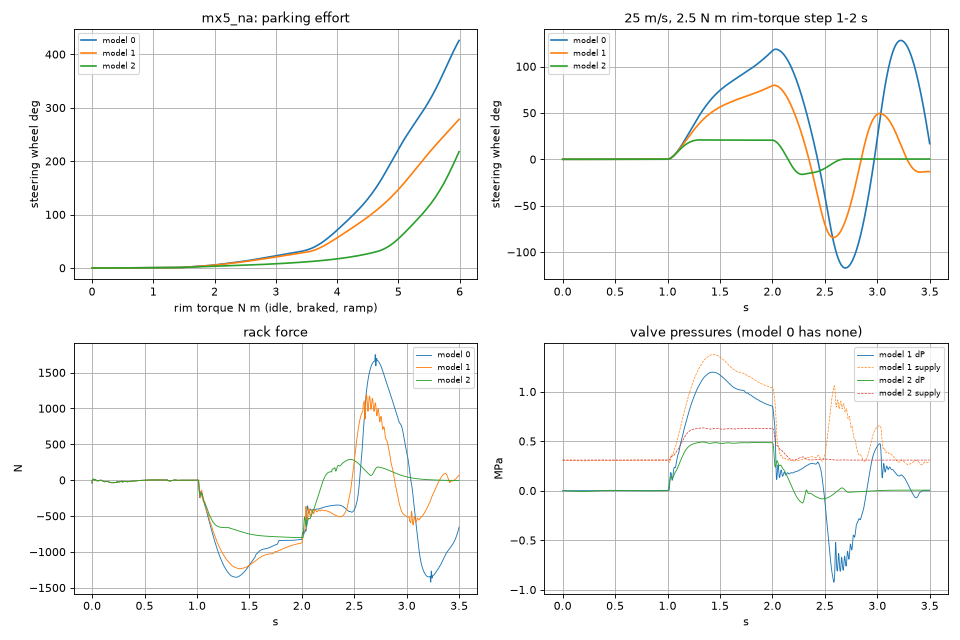 mx5_na: parking effort
steering wheel deg
400
300
200
100
0
model 0
model 1
model 2
0 1 2 3 4 5 6
rim torque N m (idle, braked, ramp)
25 m/s, 2.5 N m rim-torque step 1-2 s
steering wheel deg
100
50
0
−50
−100
model 0
model 1
model 2
0.0 0.5 1.0 1.5 2.0 2.5 3.0 3.5
s
rack force
N
1500
1000
500
0
−500
−1000
−1500
model 0
model 1
model 2
0.0 0.5 1.0 1.5 2.0 2.5 3.0 3.5
s
valve pressures (model 0 has none)
MPa
1.0
0.5
0.0
−0.5
−1.0
model 1 dP
model 1 supply
model 2 dP
model 2 supply
0.0 0.5 1.0 1.5 2.0 2.5 3.0 3.5
s